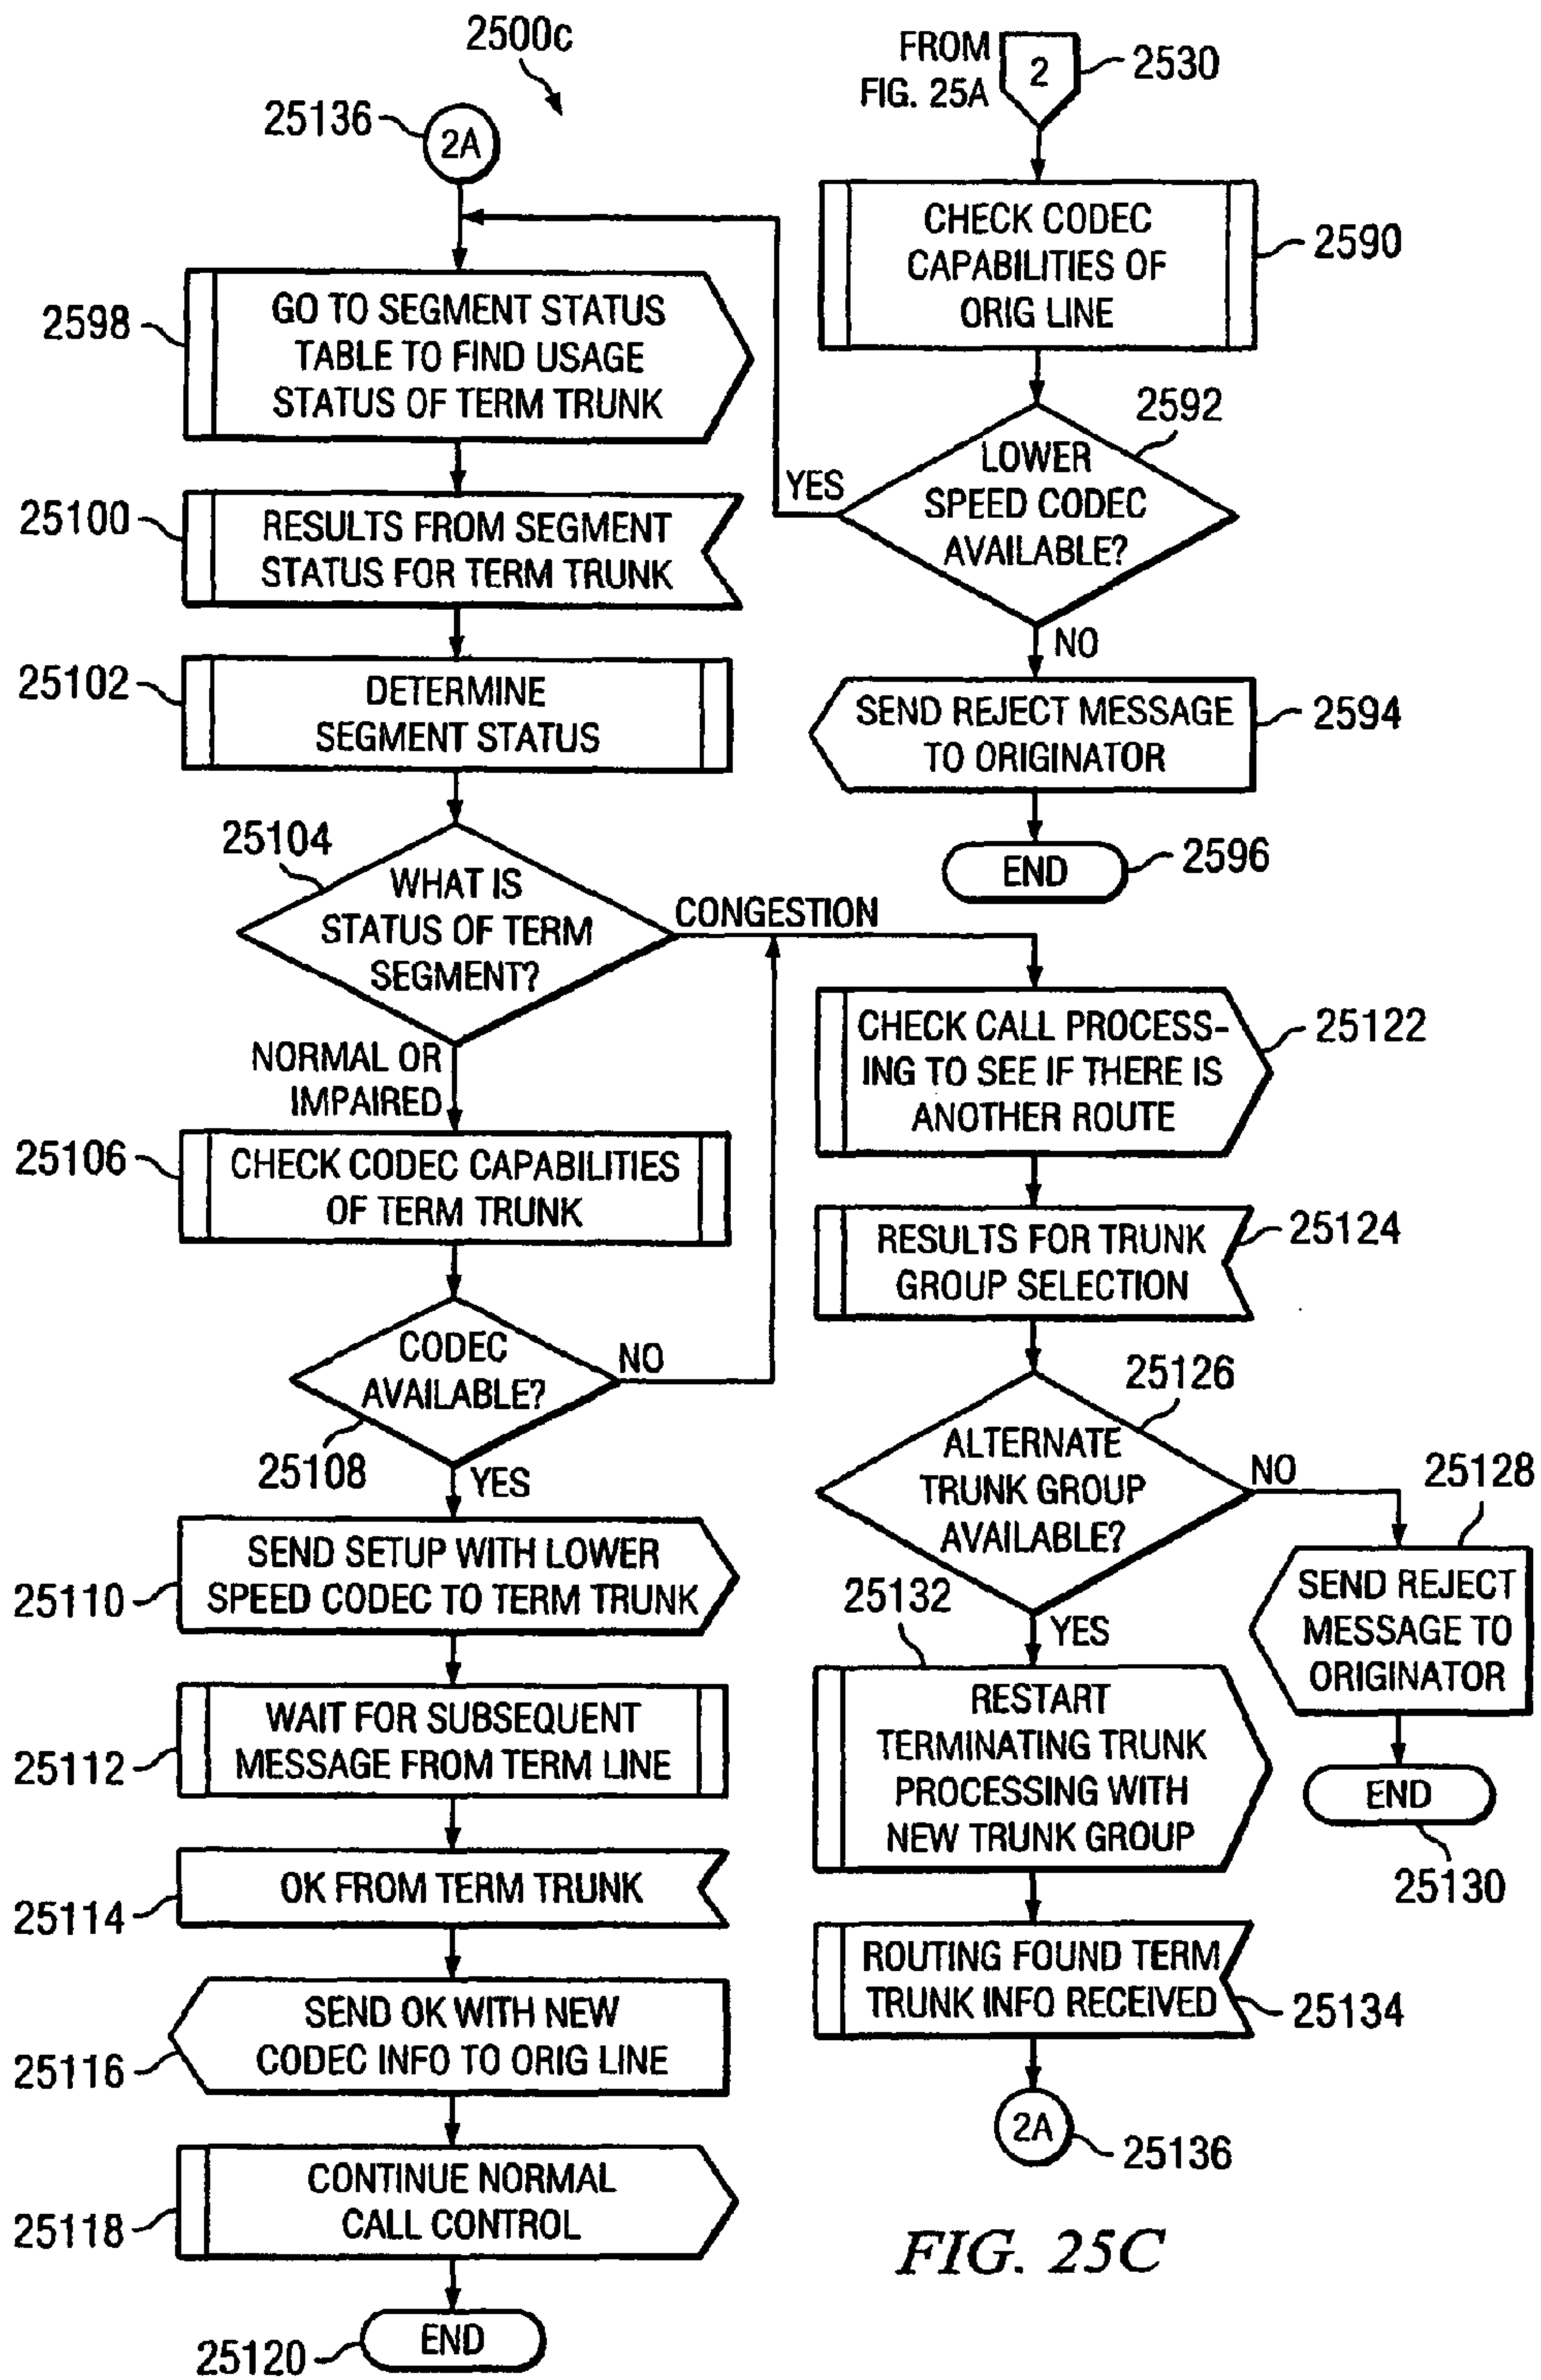 2500c
25136
2A
FROM
FIG. 25A
2
2530
CHECK CODEC
CAPABILITIES OF
ORIG LINE
2590
2598
GO TO SEGMENT STATUS
TABLE TO FIND USAGE
STATUS OF TERM TRUNK
2592
LOWER
SPEED CODEC
AVAILABLE?
YES
NO
25100
RESULTS FROM SEGMENT
STATUS FOR TERM TRUNK
25102
DETERMINE
SEGMENT STATUS
SEND REJECT MESSAGE
TO ORIGINATOR
2594
END
2596
25104
WHAT IS
STATUS OF TERM
SEGMENT?
CONGESTION
NORMAL OR
IMPAIRED
25106
CHECK CODEC CAPABILITIES
OF TERM TRUNK
CODEC
AVAILABLE?
NO
25108
YES
25110
SEND SETUP WITH LOWER
SPEED CODEC TO TERM TRUNK
25112
WAIT FOR SUBSEQUENT
MESSAGE FROM TERM LINE
25114
OK FROM TERM TRUNK
25116
SEND OK WITH NEW
CODEC INFO TO ORIG LINE
25118
CONTINUE NORMAL
CALL CONTROL
25120
END
CHECK CALL PROCESS-
ING TO SEE IF THERE IS
ANOTHER ROUTE
25122
RESULTS FOR TRUNK
GROUP SELECTION
25124
25126
ALTERNATE
TRUNK GROUP
AVAILABLE?
NO
25128
SEND REJECT
MESSAGE TO
ORIGINATOR
END
25130
25132
YES
RESTART
TERMINATING TRUNK
PROCESSING WITH
NEW TRUNK GROUP
ROUTING FOUND TERM
TRUNK INFO RECEIVED
25134
2A
25136
FIG. 25C